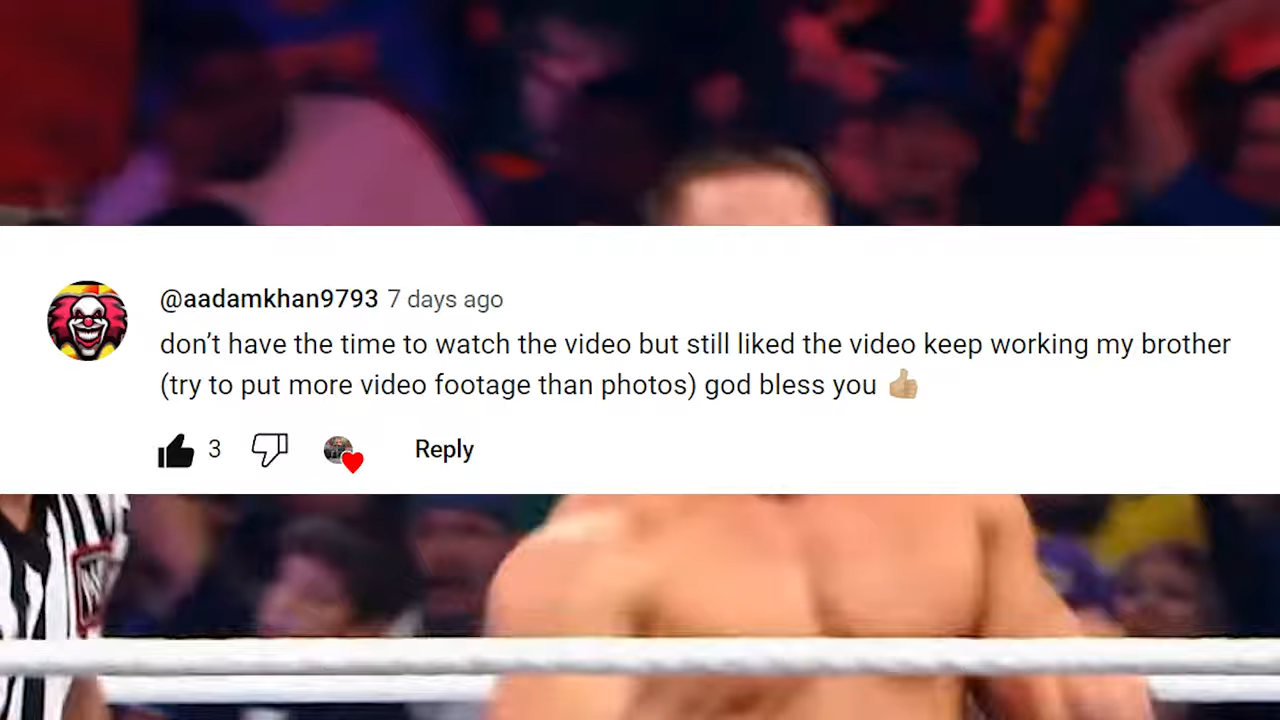 @aadamkhan9793 7 days ago
don’t have the time to watch the video but still liked the video keep working my brother
(try to put more video footage than photos) god bless you 👍🏼
3
Reply